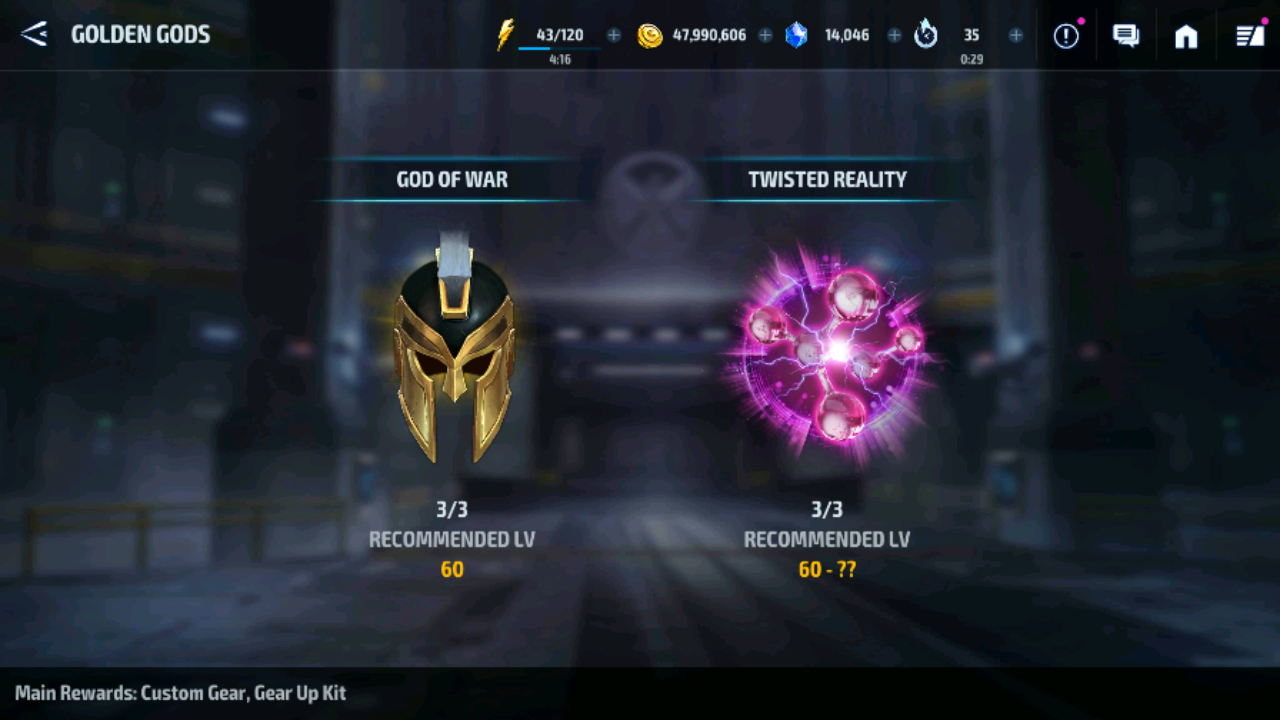 GOLDEN GODS
43/120
4:16
47,990,606
14,046
35
0:29
GOD OF WAR
3/3
RECOMMENDED LV
60
TWISTED REALITY
3/3
RECOMMENDED LV
60 - ??
Main Rewards: Custom Gear, Gear Up Kit